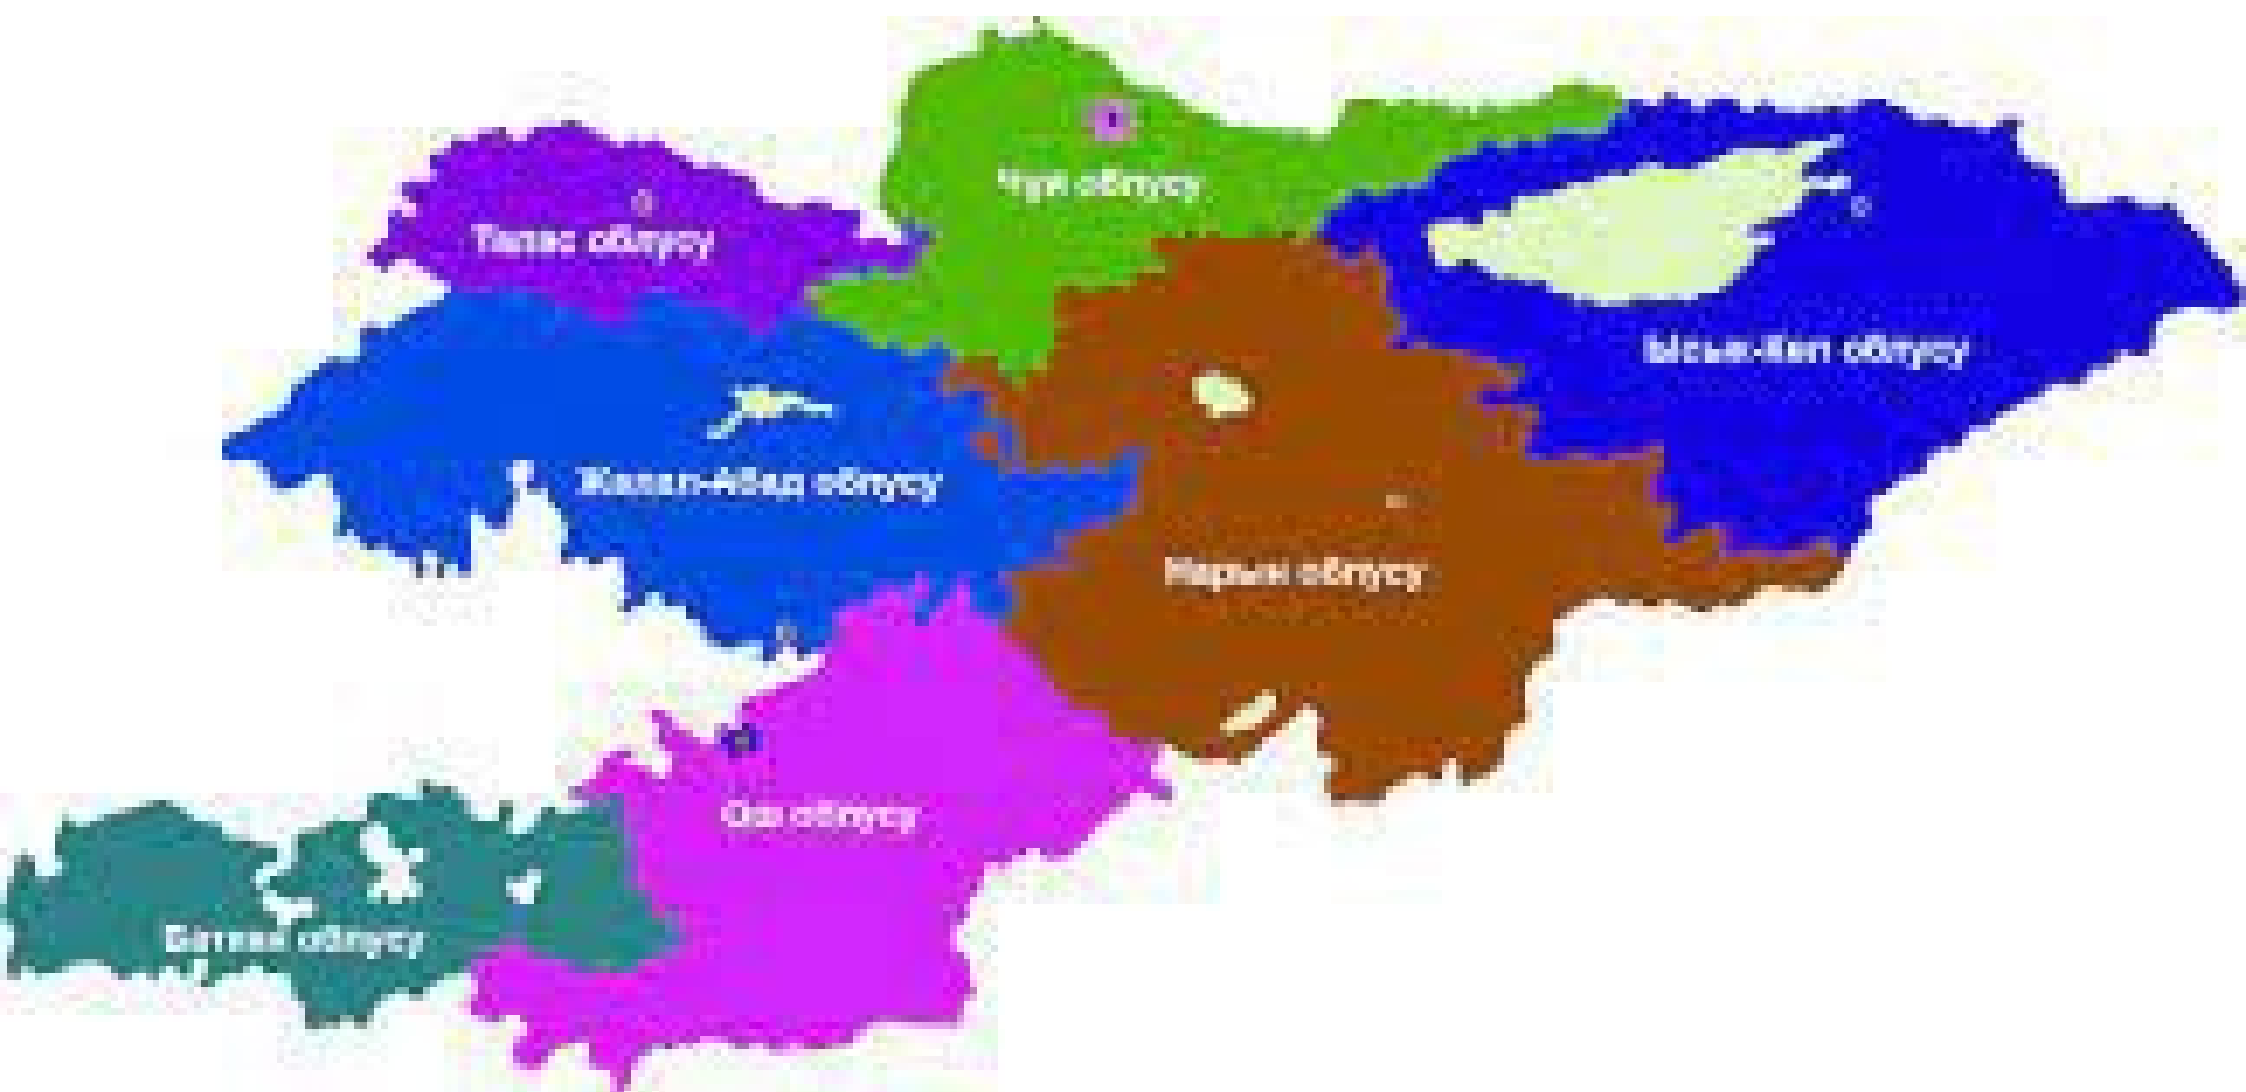 Чүй облусу
Талас облусу
Ысык-Көл облусу
Жалал-Абад облусу
Нарын облусу
Ош облусу
Баткен облусу